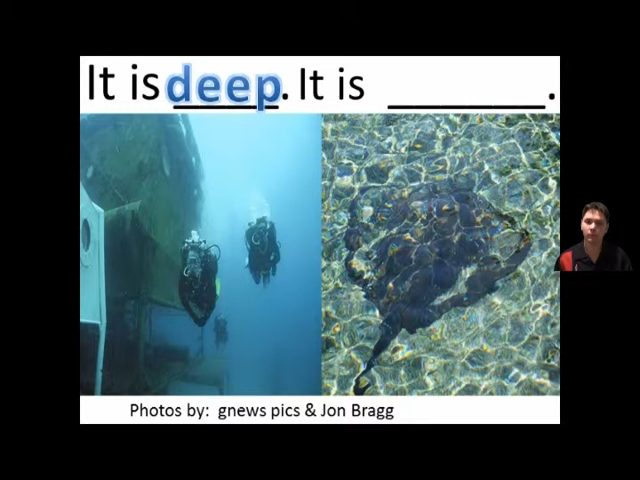 It is deep. It is ________.
Photos by: gnews pics & Jon Bragg